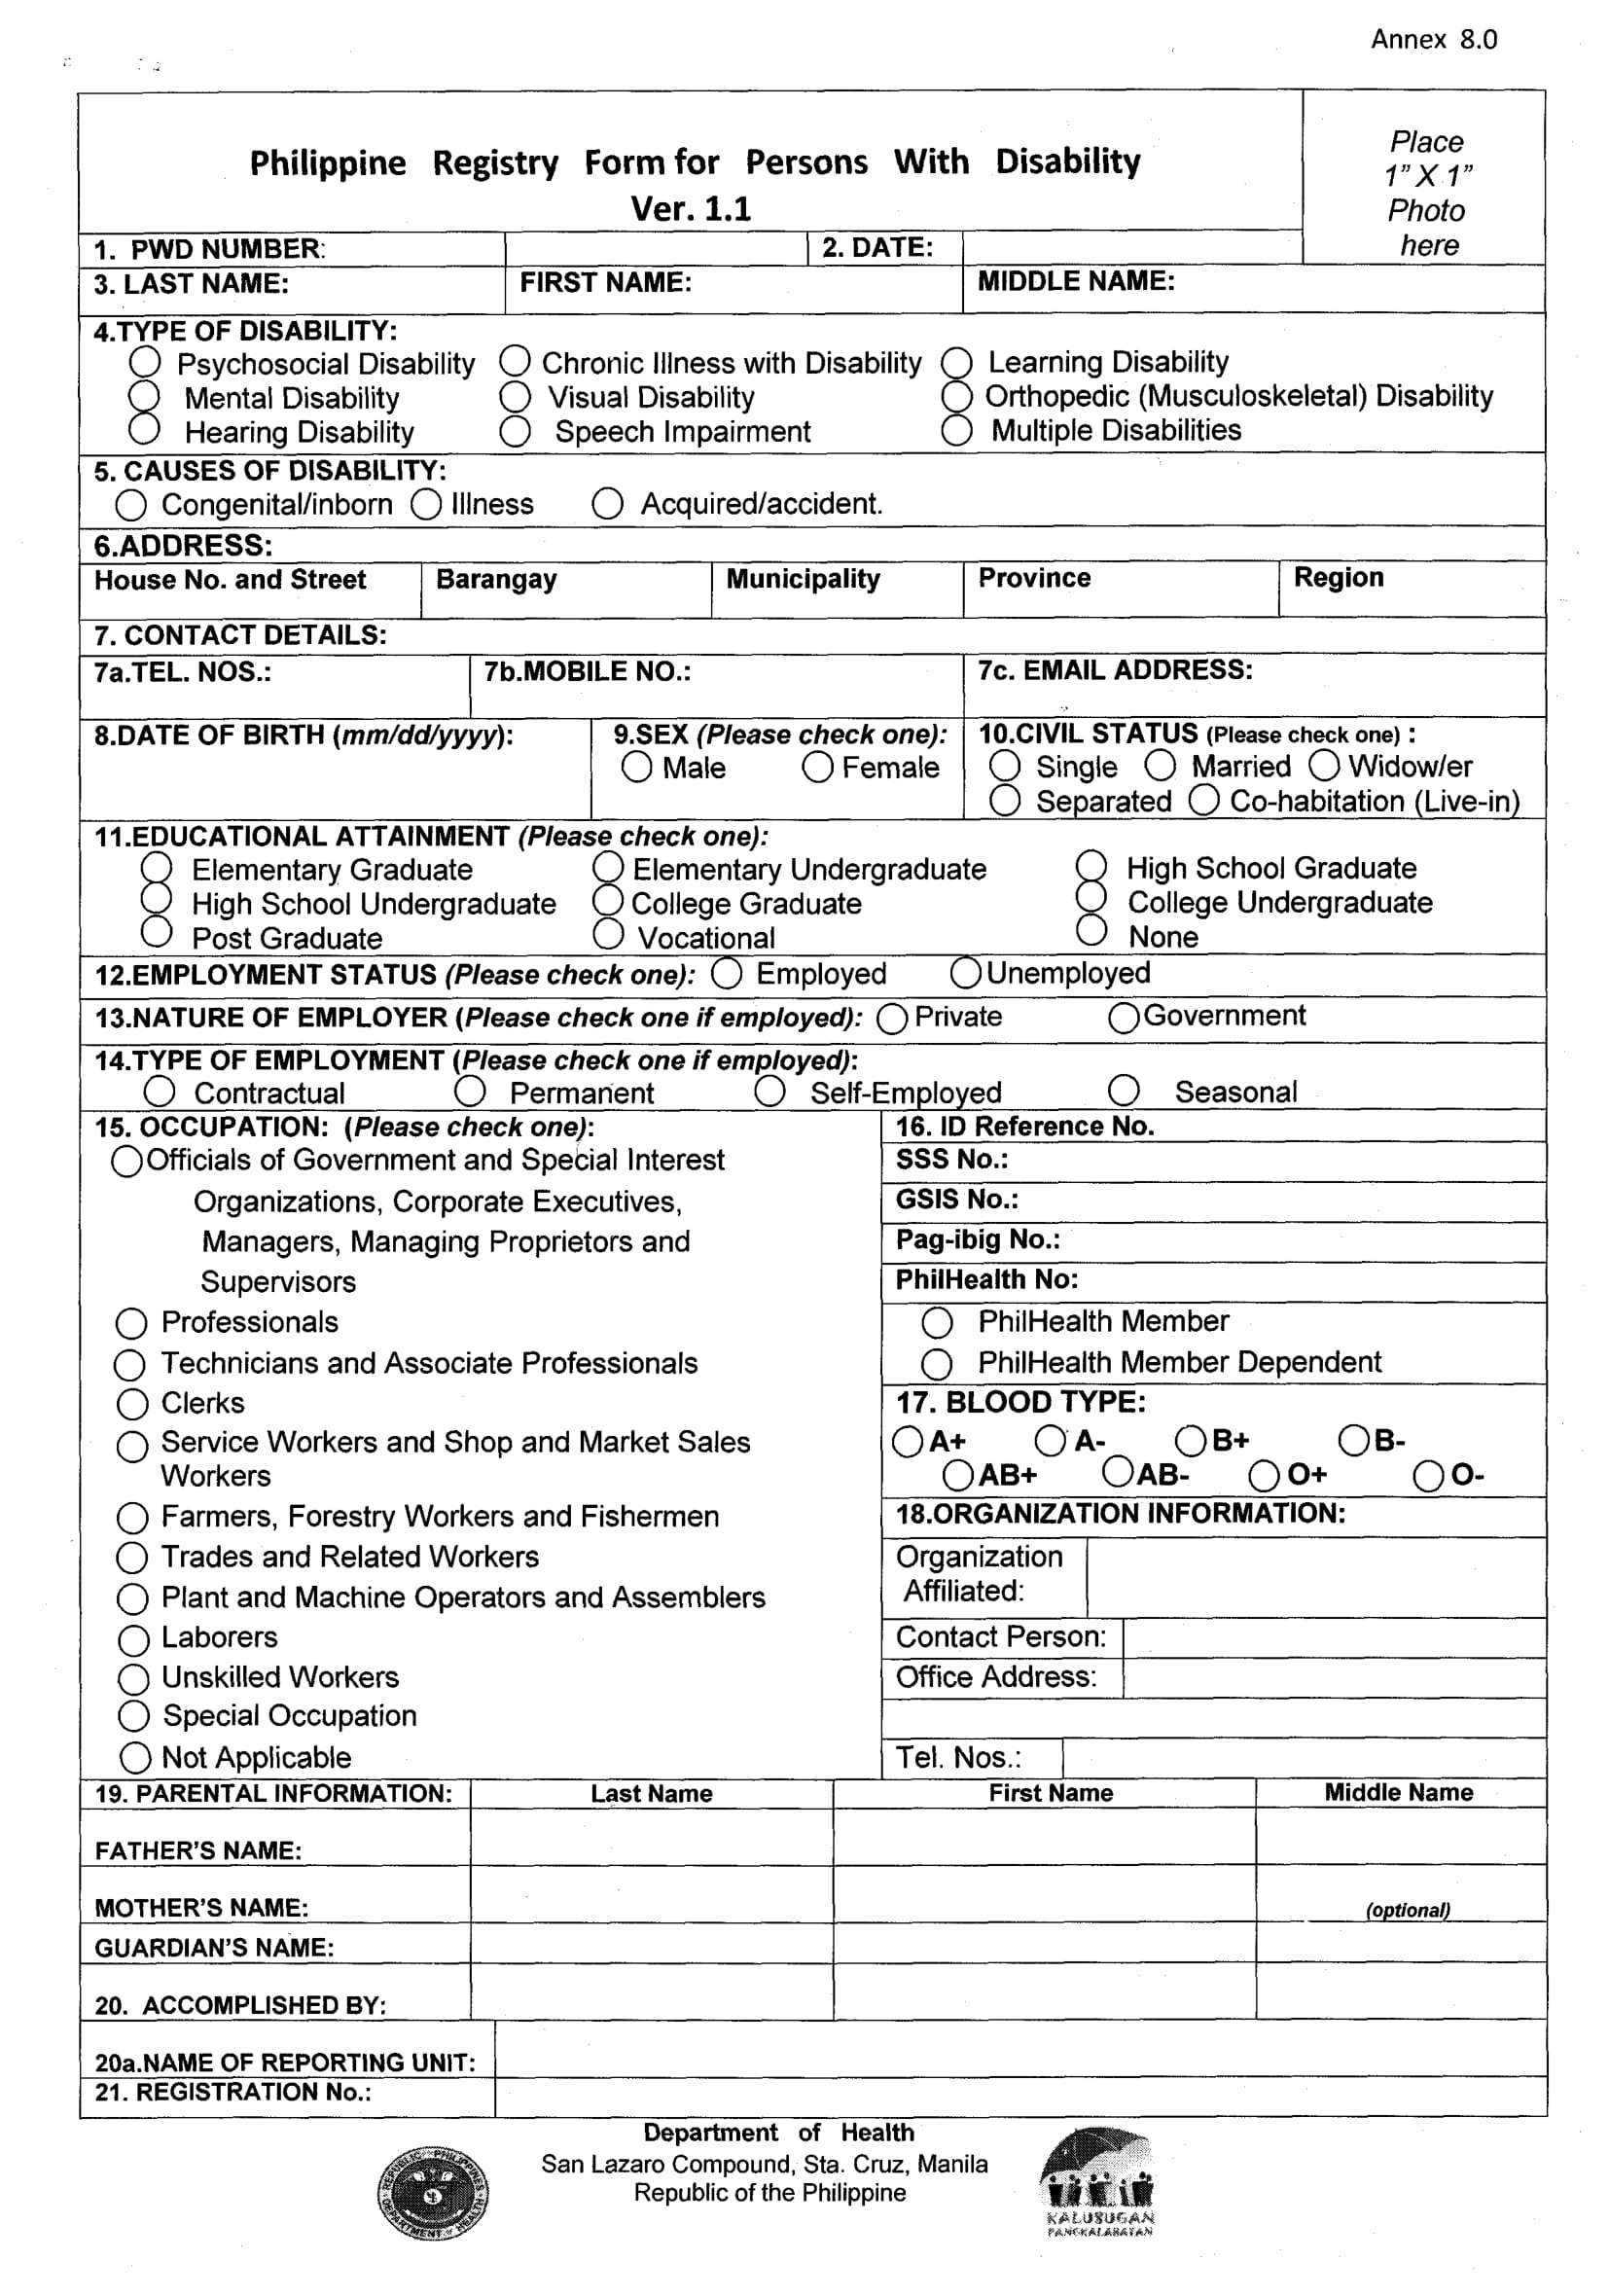 Annex 8.0
Philippine Registry Form for Persons With Disability
Ver. 1.1
Place
1" X 1"
Photo
here
1. PWD NUMBER:
2. DATE:
3. LAST NAME:
FIRST NAME:
MIDDLE NAME:
4.TYPE OF DISABILITY:
Psychosocial Disability Chronic Illness with Disability Learning Disability
Mental Disability Visual Disability Orthopedic (Musculoskeletal) Disability
Hearing Disability Speech Impairment Multiple Disabilities
5. CAUSES OF DISABILITY:
Congenital/inborn Illness Acquired/accident.
6.ADDRESS:
House No. and Street Barangay Municipality Province Region
7. CONTACT DETAILS:
7a.TEL. NOS.: 7b.MOBILE NO.: 7c. EMAIL ADDRESS:
8.DATE OF BIRTH (mm/dd/yyyy):
9.SEX (Please check one):
Male Female
10.CIVIL STATUS (Please check one) :
Single Married Widow/er
Separated Co-habitation (Live-in)
11.EDUCATIONAL ATTAINMENT (Please check one):
Elementary Graduate Elementary Undergraduate High School Graduate
High School Undergraduate College Graduate College Undergraduate
Post Graduate Vocational None
12.EMPLOYMENT STATUS (Please check one): Employed Unemployed
13.NATURE OF EMPLOYER (Please check one if employed): Private Government
14.TYPE OF EMPLOYMENT (Please check one if employed):
Contractual Permanent Self-Employed Seasonal
15. OCCUPATION: (Please check one):
Officials of Government and Special Interest
Organizations, Corporate Executives,
Managers, Managing Proprietors and
Supervisors
Professionals
Technicians and Associate Professionals
Clerks
Service Workers and Shop and Market Sales
Workers
Farmers, Forestry Workers and Fishermen
Trades and Related Workers
Plant and Machine Operators and Assemblers
Laborers
Unskilled Workers
Special Occupation
Not Applicable
16. ID Reference No.
SSS No.:
GSIS No.:
Pag-ibig No.:
PhilHealth No:
PhilHealth Member
PhilHealth Member Dependent
17. BLOOD TYPE:
A+ A- B+ B-
AB+ AB- O+ O-
18.ORGANIZATION INFORMATION:
Organization
Affiliated:
Contact Person:
Office Address:
Tel. Nos.:
19. PARENTAL INFORMATION: Last Name First Name Middle Name
FATHER'S NAME:
MOTHER'S NAME: (optional)
GUARDIAN'S NAME:
20. ACCOMPLISHED BY:
20a.NAME OF REPORTING UNIT:
21. REGISTRATION No.:
Department of Health
San Lazaro Compound, Sta. Cruz, Manila
Republic of the Philippine
REPUBLIC PHILIPPINES
DEPARTMENT of HEALTH
KALUSUGAN
PANGKALAHATAN